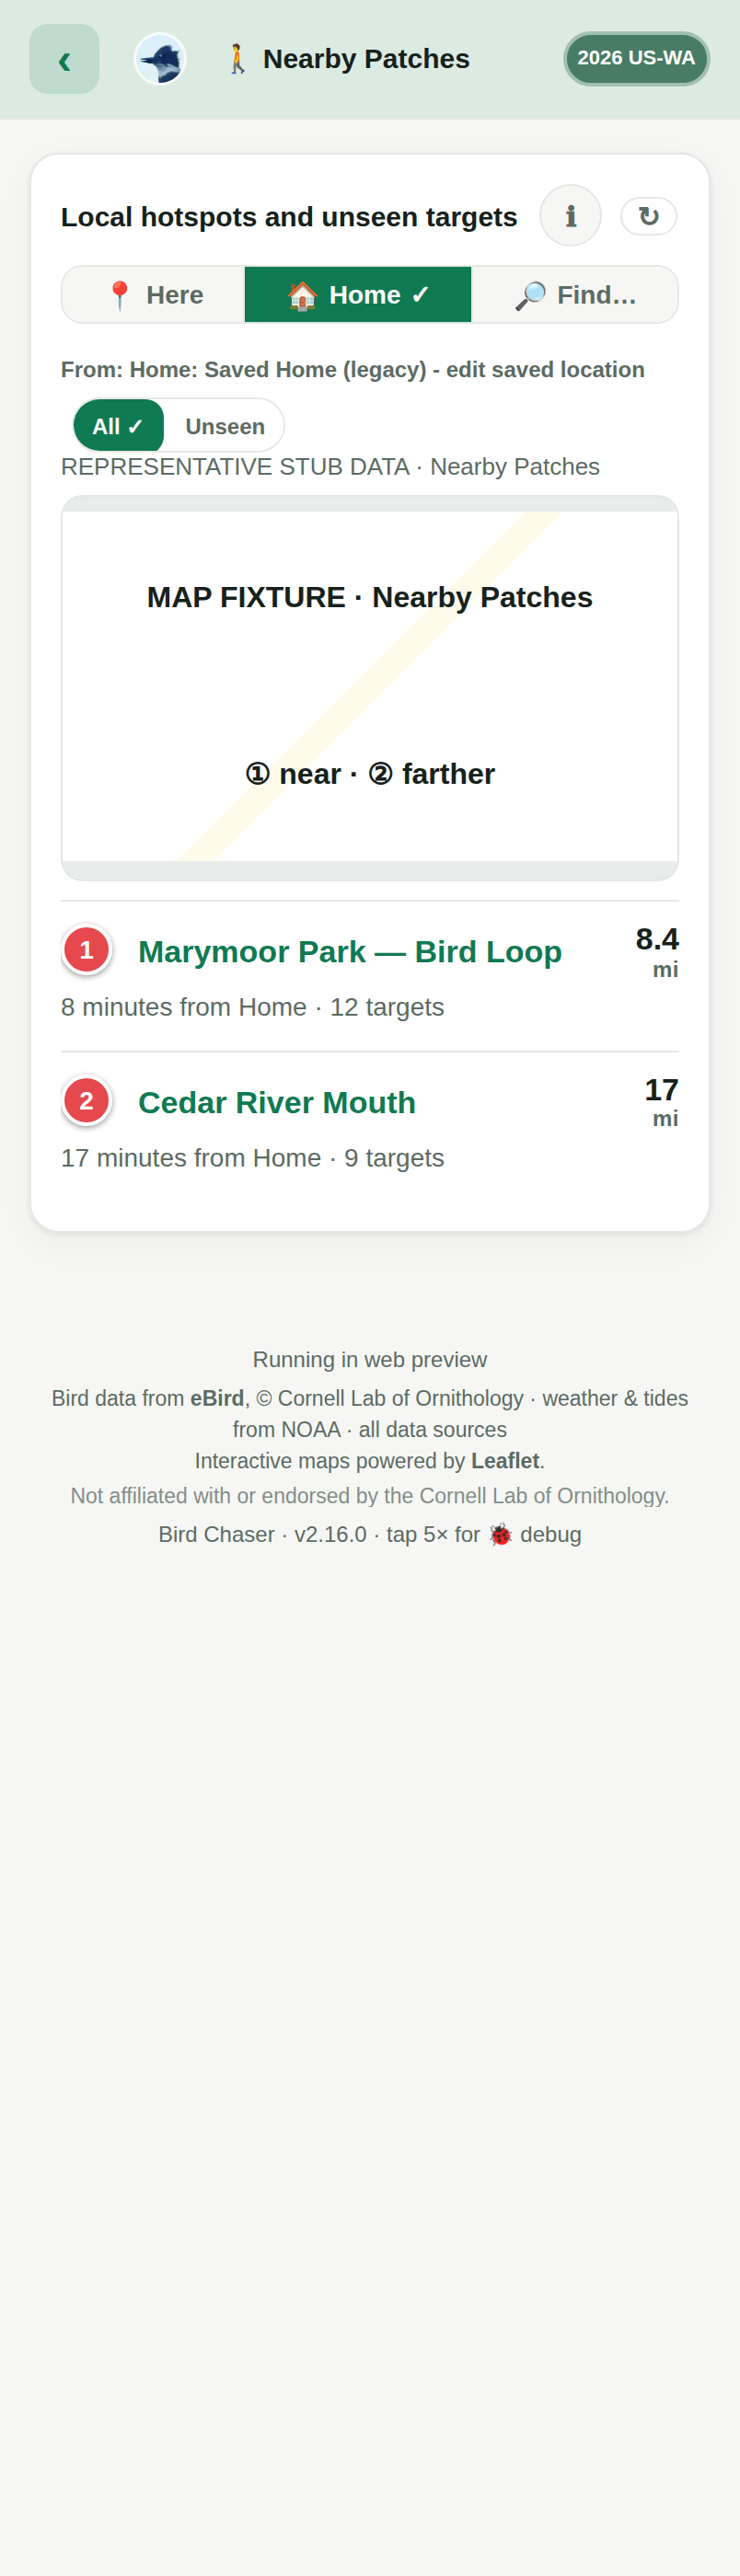 ‹ 🚶 Nearby Patches 2026 US-WA
Local hotspots and unseen targets ℹ ↻
📍 Here 🏠 Home ✓ 🔎 Find…
From: Home: Saved Home (legacy) - edit saved location
All ✓ Unseen
REPRESENTATIVE STUB DATA · Nearby Patches
MAP FIXTURE · Nearby Patches
① near · ② farther
1 Marymoor Park — Bird Loop 8.4
mi
8 minutes from Home · 12 targets
2 Cedar River Mouth 17
mi
17 minutes from Home · 9 targets
Running in web preview
Bird data from eBird, © Cornell Lab of Ornithology · weather & tides
from NOAA · all data sources
Interactive maps powered by Leaflet.
Not affiliated with or endorsed by the Cornell Lab of Ornithology.
Bird Chaser · v2.16.0 · tap 5× for 🐞 debug